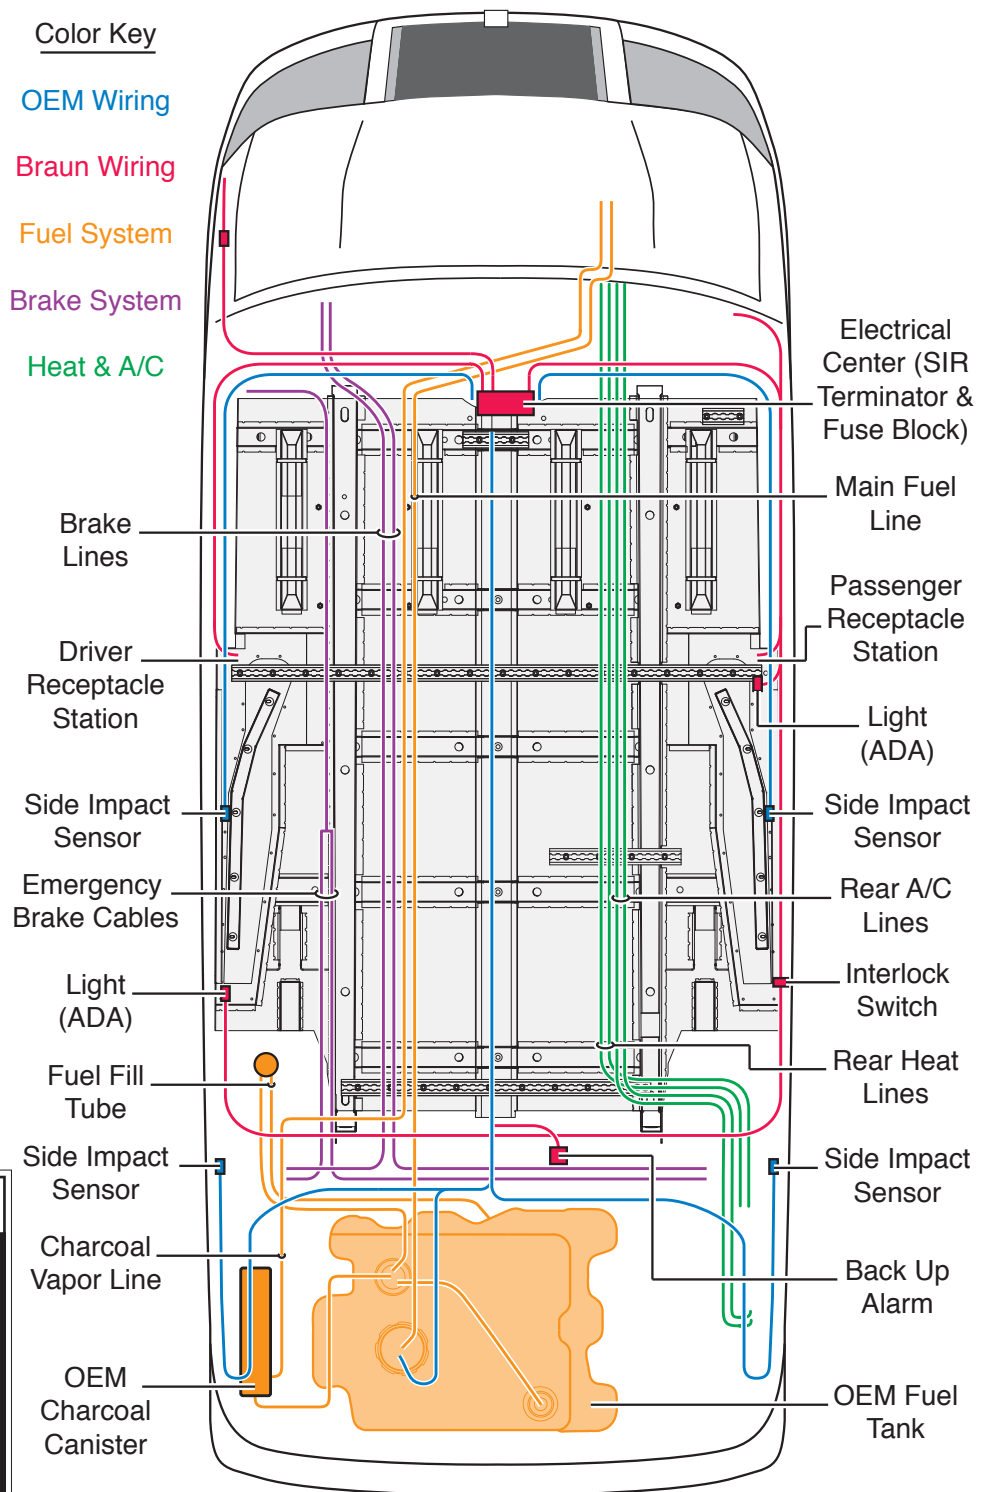 Color Key
OEM Wiring
Braun Wiring
Fuel System
Brake System
Heat & A/C
Electrical
Center (SIR
Terminator &
Fuse Block)
Main Fuel
Line
Brake
Lines
Passenger
Receptacle
Station
Driver
Receptacle
Station
Light
(ADA)
Side Impact
Sensor
Side Impact
Sensor
Emergency
Brake Cables
Rear A/C
Lines
Light
(ADA)
Interlock
Switch
Fuel Fill
Tube
Rear Heat
Lines
Side Impact
Sensor
Side Impact
Sensor
Charcoal
Vapor Line
Back Up
Alarm
OEM
Charcoal
Canister
OEM Fuel
Tank